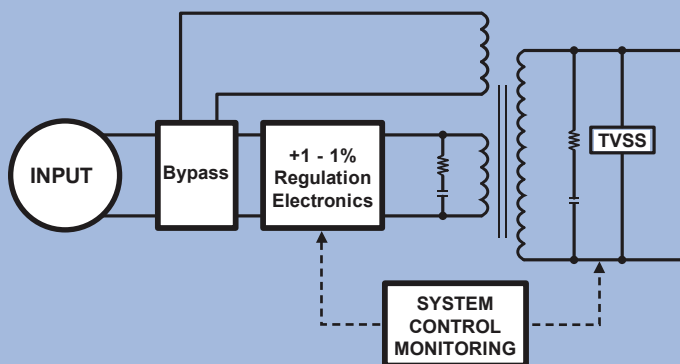 INPUT
Bypass
+1 - 1%
Regulation
Electronics
TVSS
SYSTEM
CONTROL
MONITORING